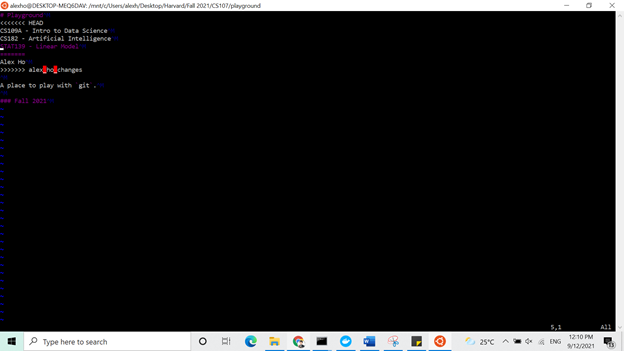 alexho@DESKTOP-MEQ6DAV: /mnt/c/Users/alexh/Desktop/Harvard/Fall 2021/CS107/playground
# Playground
<<<<<<< HEAD
CS109A - Intro to Data Science
CS182 - Artificial Intelligence
STAT139 - Linear Model
=======
Alex Ho
>>>>>>> alex_ho_changes
A place to play with `git`.
### Fall 2021
5,1 All
Type here to search
25°C
ENG
12:10 PM
9/12/2021